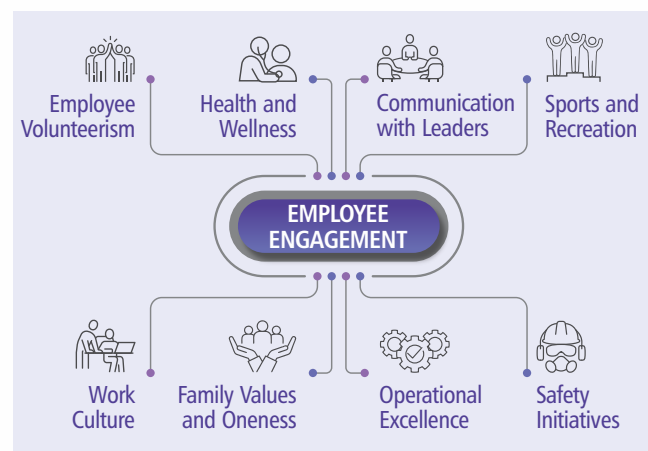 Employee
Volunteerism
Health and
Wellness
Communication
with Leaders
Sports and
Recreation
EMPLOYEE
ENGAGEMENT
Work
Culture
Family Values
and Oneness
Operational
Excellence
Safety
Initiatives